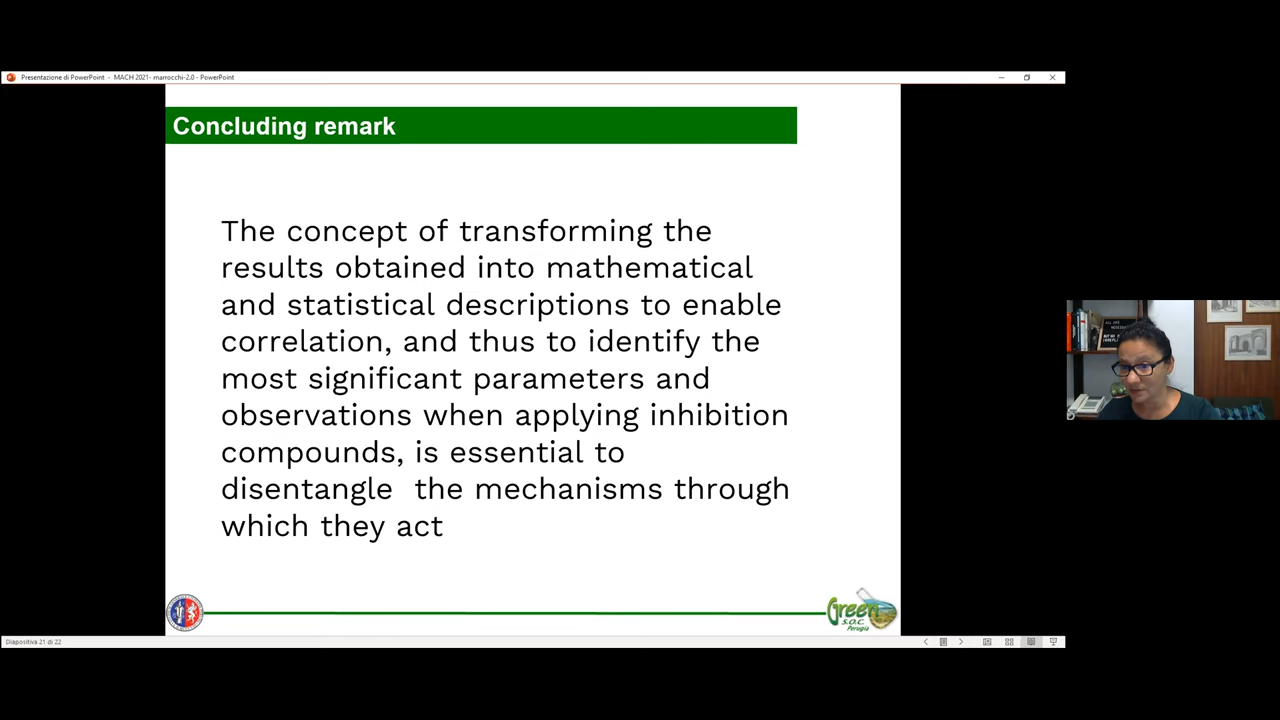 Presentazione di PowerPoint - MACH 2021- marrocchi-2.0 - PowerPoint
Concluding remark
The concept of transforming the
results obtained into mathematical
and statistical descriptions to enable
correlation, and thus to identify the
most significant parameters and
observations when applying inhibition
compounds, is essential to
disentangle  the mechanisms through
which they act
Green
S.O.C.
Perugia
Diapositiva 21 di 22